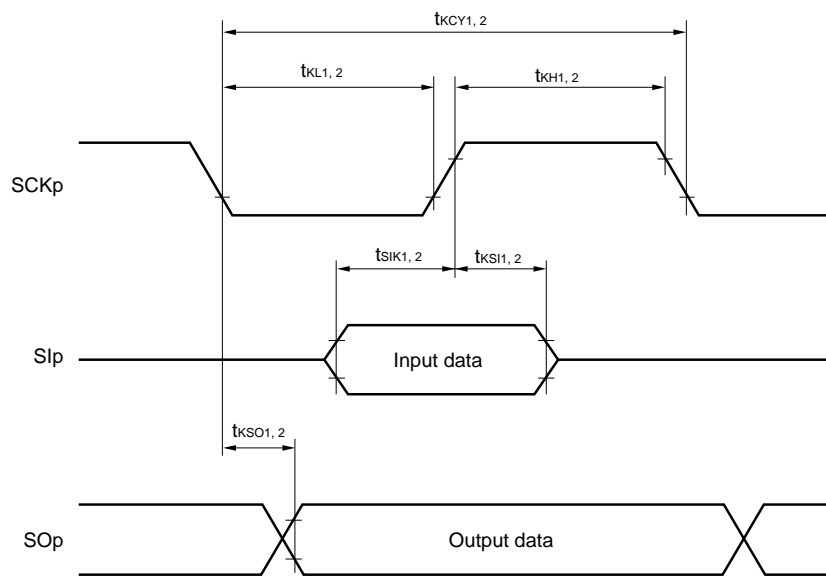 tKCY1, 2
tKL1, 2
tKH1, 2
SCKp
tSIK1, 2
tKSI1, 2
SIp
Input data
tKSO1, 2
SOp
Output data